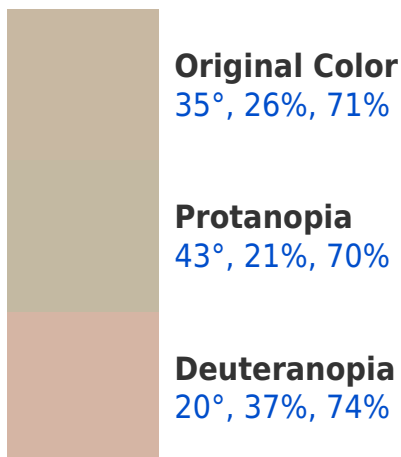 Original Color
35°, 26%, 71%
Protanopia
43°, 21%, 70%
Deuteranopia
20°, 37%, 74%